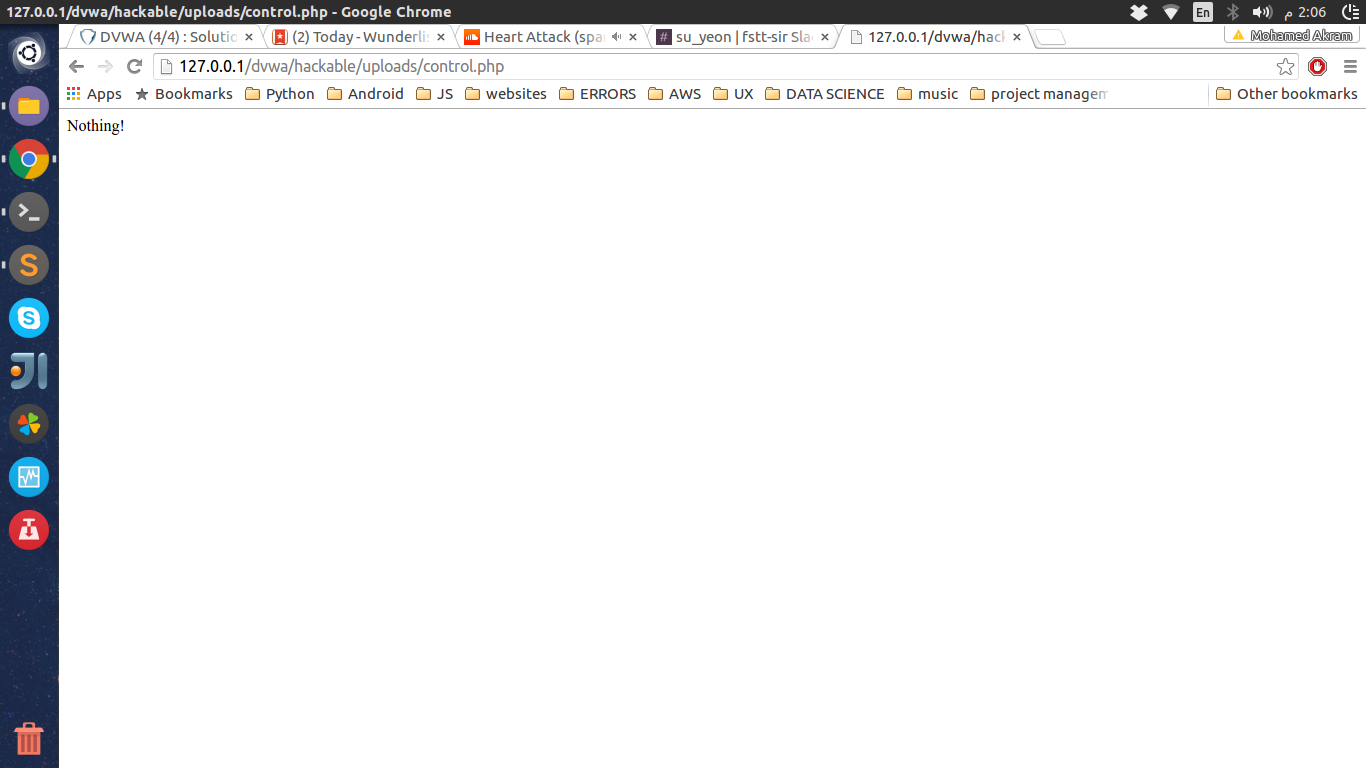 127.0.0.1/dvwa/hackable/uploads/control.php - Google Chrome
En
2:06 م
DVWA (4/4) : Solutio
(2) Today - Wunderlis
Heart Attack (spa
# su_yeon | fstt-sir Sla
127.0.0.1/dvwa/hack
Mohamed Akram
127.0.0.1/dvwa/hackable/uploads/control.php
Apps Bookmarks Python Android JS websites ERRORS AWS UX DATA SCIENCE music project managem Other bookmarks
Nothing!